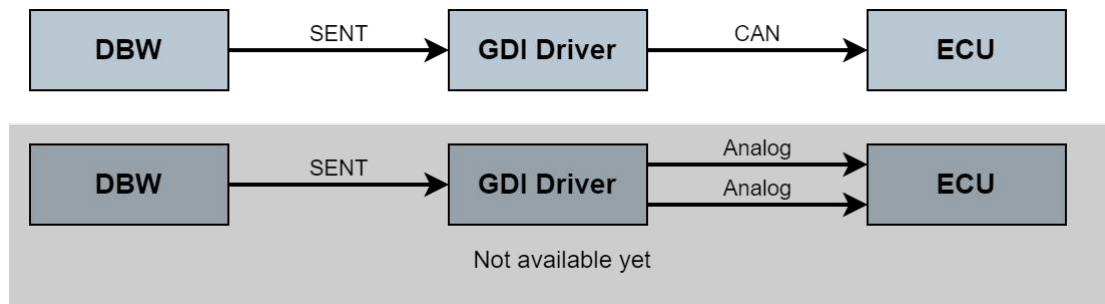 DBW
SENT
GDI Driver
CAN
ECU
DBW
SENT
GDI Driver
Analog
Analog
ECU
Not available yet